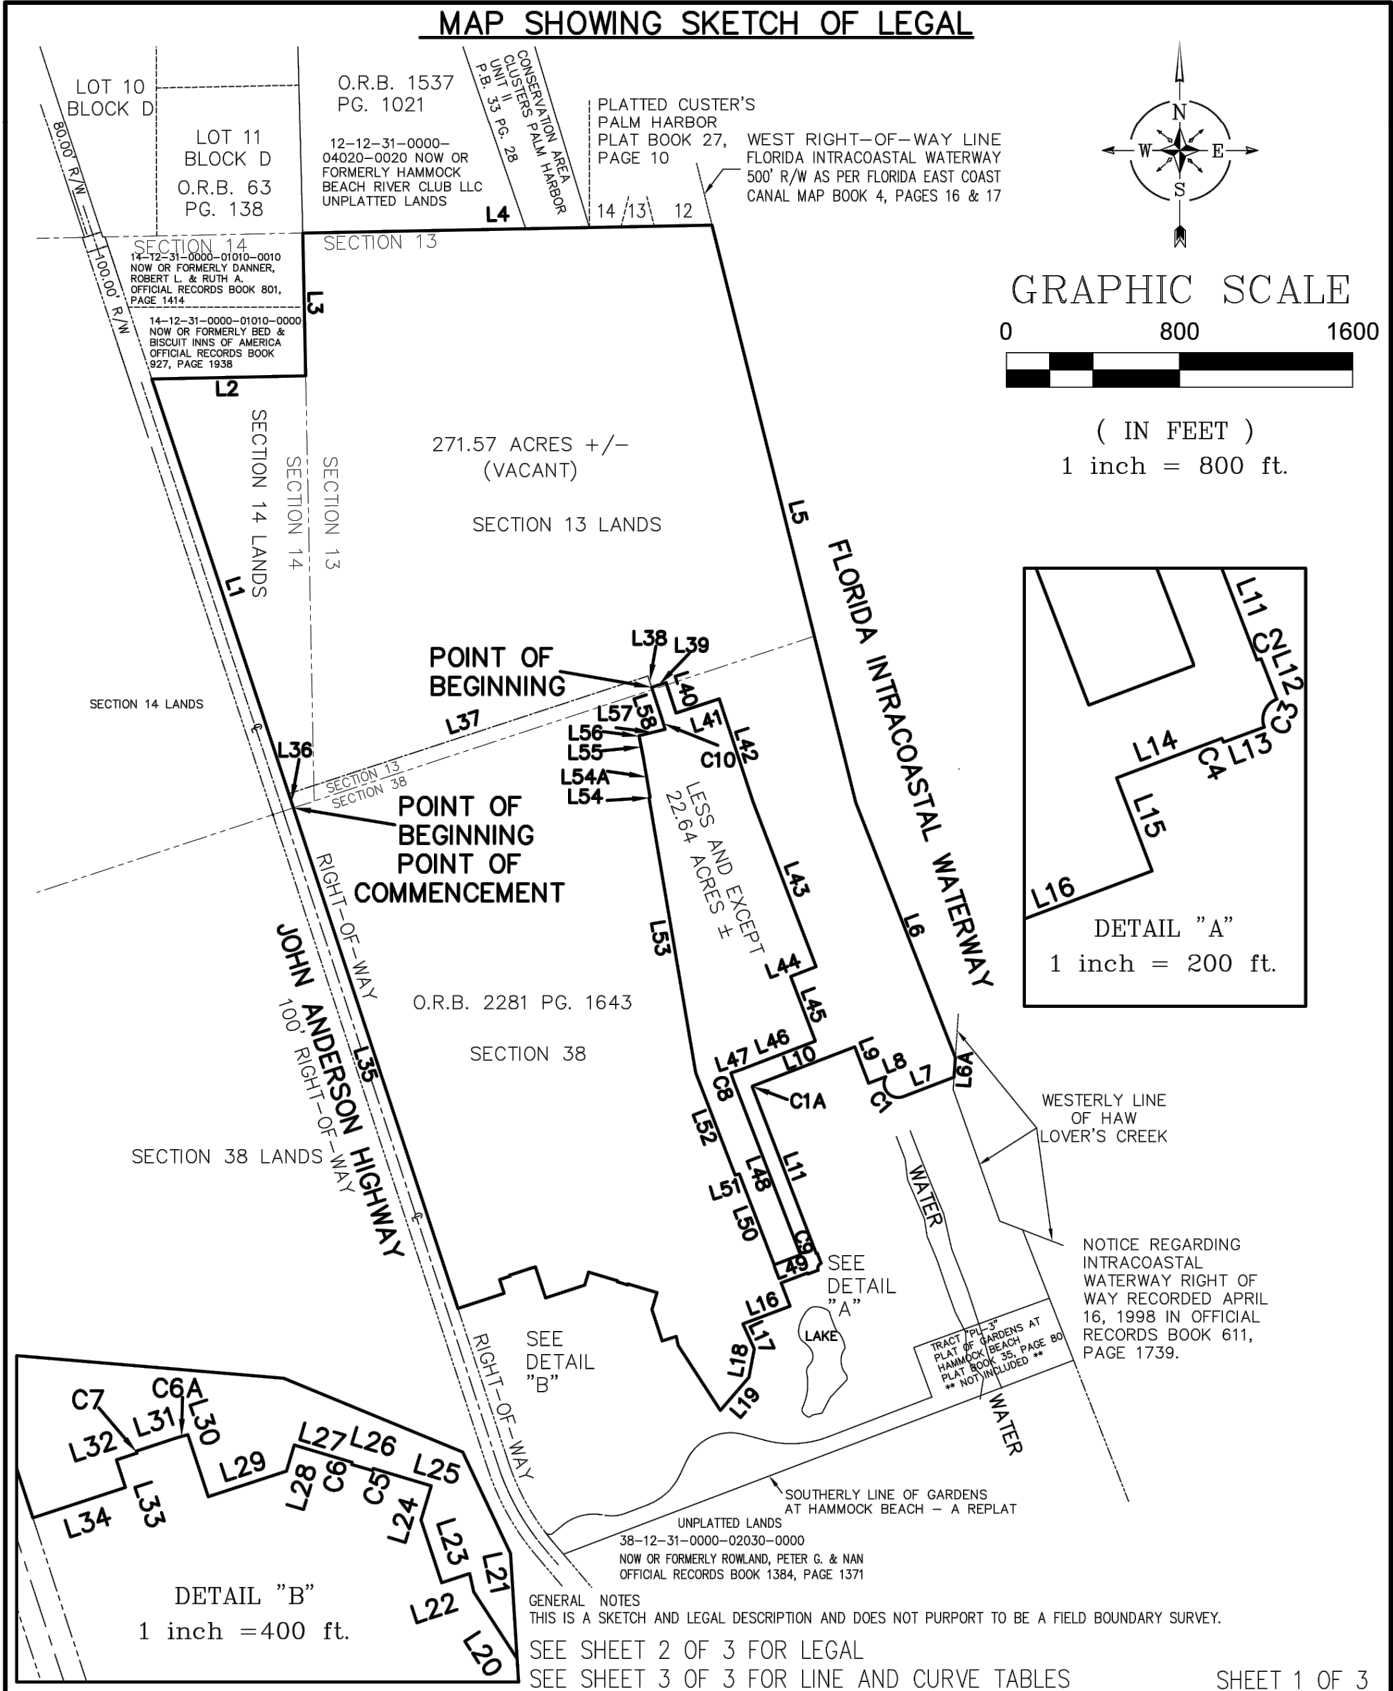 MAP SHOWING SKETCH OF LEGAL
LOT 10
BLOCK D
LOT 11
BLOCK D
O.R.B. 63
PG. 138
O.R.B. 1537
PG. 1021
12-12-31-0000-
04020-0020 NOW OR
FORMERLY HAMMOCK
BEACH RIVER CLUB LLC
UNPLATTED LANDS
CONSERVATION AREA
CLUSTERS PALM HARBOR
UNIT II
P.B. 33 PG. 28
PLATTED CUSTER'S
PALM HARBOR
PLAT BOOK 27,
PAGE 10
WEST RIGHT-OF-WAY LINE
FLORIDA INTRACOASTAL WATERWAY
500' R/W AS PER FLORIDA EAST COAST
CANAL MAP BOOK 4, PAGES 16 & 17
N
W
E
S
80.00' R/W
100.00' R/W
L4
14
13
12
SECTION 14
SECTION 13
14-12-31-0000-01010-0010
NOW OR FORMERLY DANNER,
ROBERT L. & RUTH A.
OFFICIAL RECORDS BOOK 801,
PAGE 1414
L3
14-12-31-0000-01010-0000
NOW OR FORMERLY BED &
BISCUIT INNS OF AMERICA
OFFICIAL RECORDS BOOK
927, PAGE 1938
L2
GRAPHIC SCALE
0
800
1600
( IN FEET )
1 inch = 800 ft.
SECTION 14 LANDS
SECTION 14
SECTION 13
271.57 ACRES +/-
(VACANT)
SECTION 13 LANDS
L5
L1
FLORIDA INTRACOASTAL WATERWAY
SECTION 14 LANDS
POINT OF
BEGINNING
L38
L39
L40
L41
L42
L37
L58
L57
L56
L55
L54A
L54
C10
L36
SECTION 13
SECTION 38
POINT OF
BEGINNING
POINT OF
COMMENCEMENT
LESS AND EXCEPT
22.64 ACRES ±
L11
C2
L12
C3
L13
C4
L14
L15
L16
DETAIL "A"
1 inch = 200 ft.
RIGHT-OF-WAY
JOHN ANDERSON HIGHWAY
100' RIGHT-OF-WAY
L35
L53
L43
L6
L44
L45
O.R.B. 2281 PG. 1643
SECTION 38
L46
L47
L10
L9
L8
L7
L6A
C8
C1
C1A
WESTERLY LINE
OF HAW
LOVER'S CREEK
SECTION 38 LANDS
L52
L48
L11
L51
L50
C9
L49
WATER
SEE
DETAIL
"A"
NOTICE REGARDING
INTRACOASTAL
WATERWAY RIGHT OF
WAY RECORDED APRIL
16, 1998 IN OFFICIAL
RECORDS BOOK 611,
PAGE 1739.
L16
L17
L18
L19
LAKE
TRACT "PL-3"
PLAT OF GARDENS AT
HAMMOCK BEACH
PLAT BOOK 35, PAGE 80
** NOT INCLUDED **
WATER
SEE
DETAIL
"B"
RIGHT-OF-WAY
C7
C6A
L32
L31
L30
L29
L27
L26
L25
L28
C6
C5
L24
L34
L33
L23
L21
L22
L20
DETAIL "B"
1 inch =400 ft.
SOUTHERLY LINE OF GARDENS
AT HAMMOCK BEACH - A REPLAT
UNPLATTED LANDS
38-12-31-0000-02030-0000
NOW OR FORMERLY ROWLAND, PETER G. & NAN
OFFICIAL RECORDS BOOK 1384, PAGE 1371
GENERAL NOTES
THIS IS A SKETCH AND LEGAL DESCRIPTION AND DOES NOT PURPORT TO BE A FIELD BOUNDARY SURVEY.
SEE SHEET 2 OF 3 FOR LEGAL
SEE SHEET 3 OF 3 FOR LINE AND CURVE TABLES
SHEET 1 OF 3